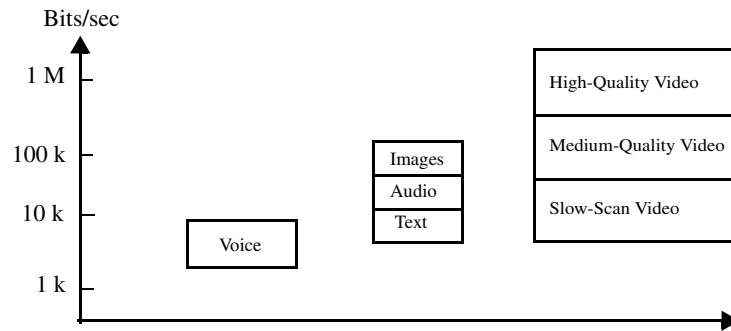 Bits/sec
1 M
100 k
10 k
1 k
Voice
Images
Audio
Text
High-Quality Video
Medium-Quality Video
Slow-Scan Video